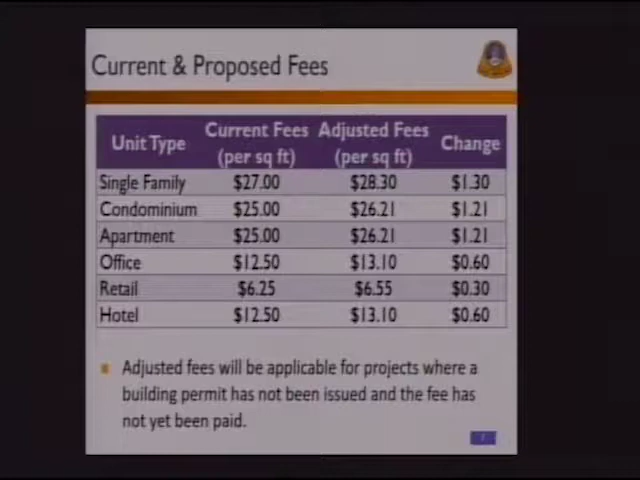 Current & Proposed Fees
Unit Type Current Fees (per sq ft) Adjusted Fees (per sq ft) Change
Single Family $27.00 $28.30 $1.30
Condominium $25.00 $26.21 $1.21
Apartment $25.00 $26.21 $1.21
Office $12.50 $13.10 $0.60
Retail $6.25 $6.55 $0.30
Hotel $12.50 $13.10 $0.60
Adjusted fees will be applicable for projects where a
building permit has not been issued and the fee has
not yet been paid.